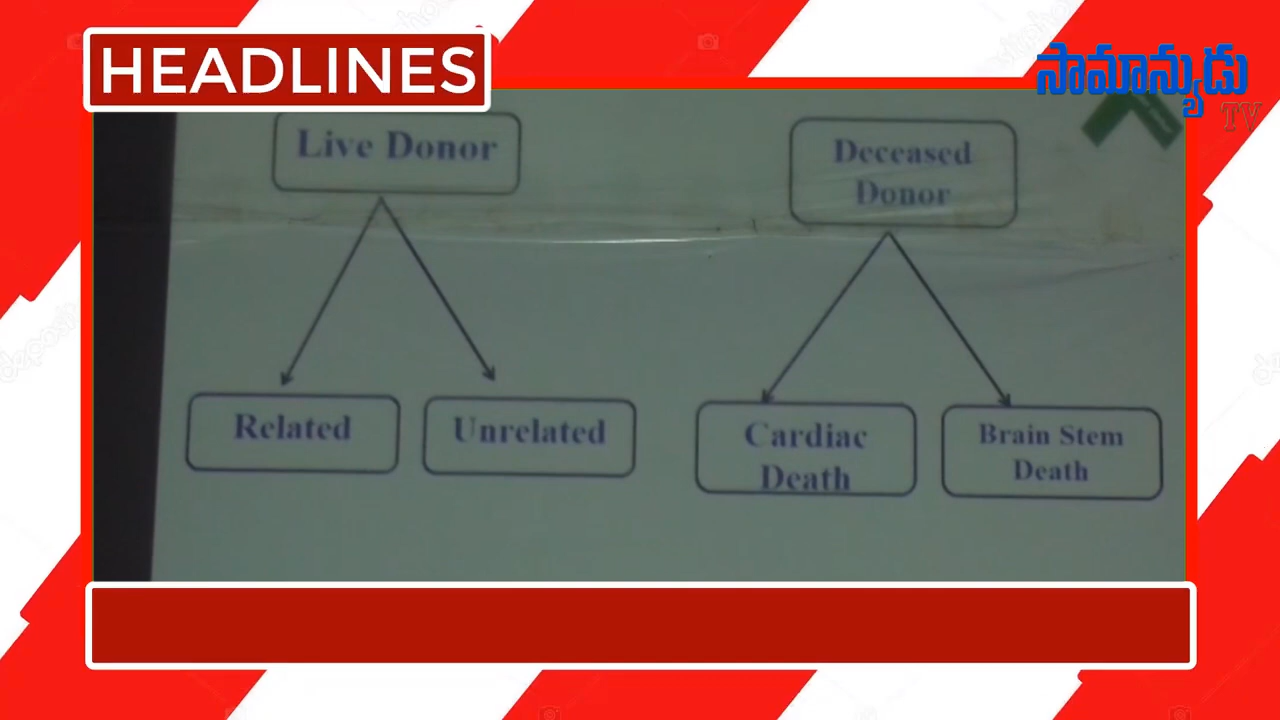 HEADLINES
సామాన్యుడు
TV
Live Donor
Deceased
Donor
Related
Unrelated
Cardiac
Death
Brain Stem
Death